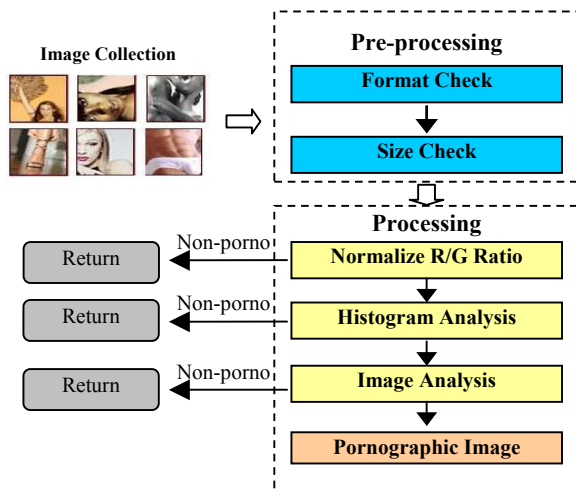 Image Collection
Pre-processing
Format Check
Size Check
Processing
Non-porno
Return
Normalize R/G Ratio
Non-porno
Return
Histogram Analysis
Non-porno
Return
Image Analysis
Pornographic Image